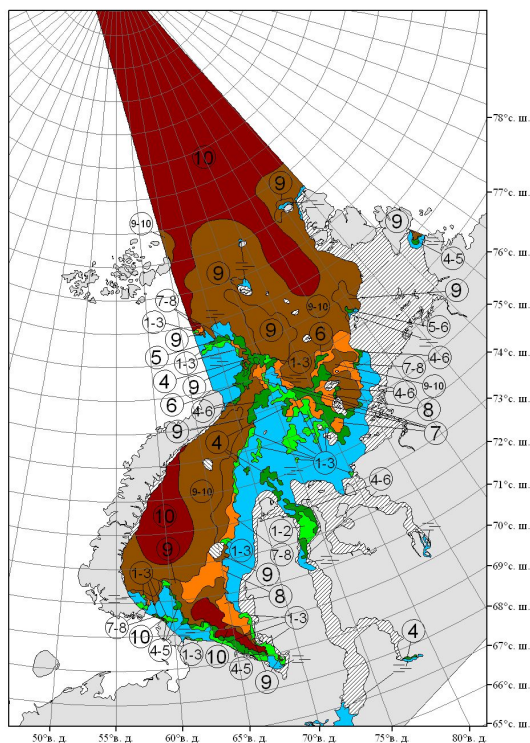 78°с. ш.
10
9
77°с. ш.
9
9-10
4-5
76°с. ш.
9
9
75°с. ш.
7-8
9-10
1-3
9
6
5-6
9
74°с. ш.
5
1-3
1-3
4-6
7-8
4
9
73°с. ш.
4-6
9-10
6
4-6
8
9
4
72°с. ш.
7
1-3
71°с. ш.
4-6
9-10
70°с. ш.
10
1-2
69°с. ш.
9
1-3
7-8
9
1-3
68°с. ш.
8
1-3
7-8
10
67°с. ш.
4
4-5
1-3
10
4-5
9
66°с. ш.
65°с. ш.
50°в. д.
55°в. д.
60°в. д.
65°в. д.
70°в. д.
75°в. д.
80°в. д.